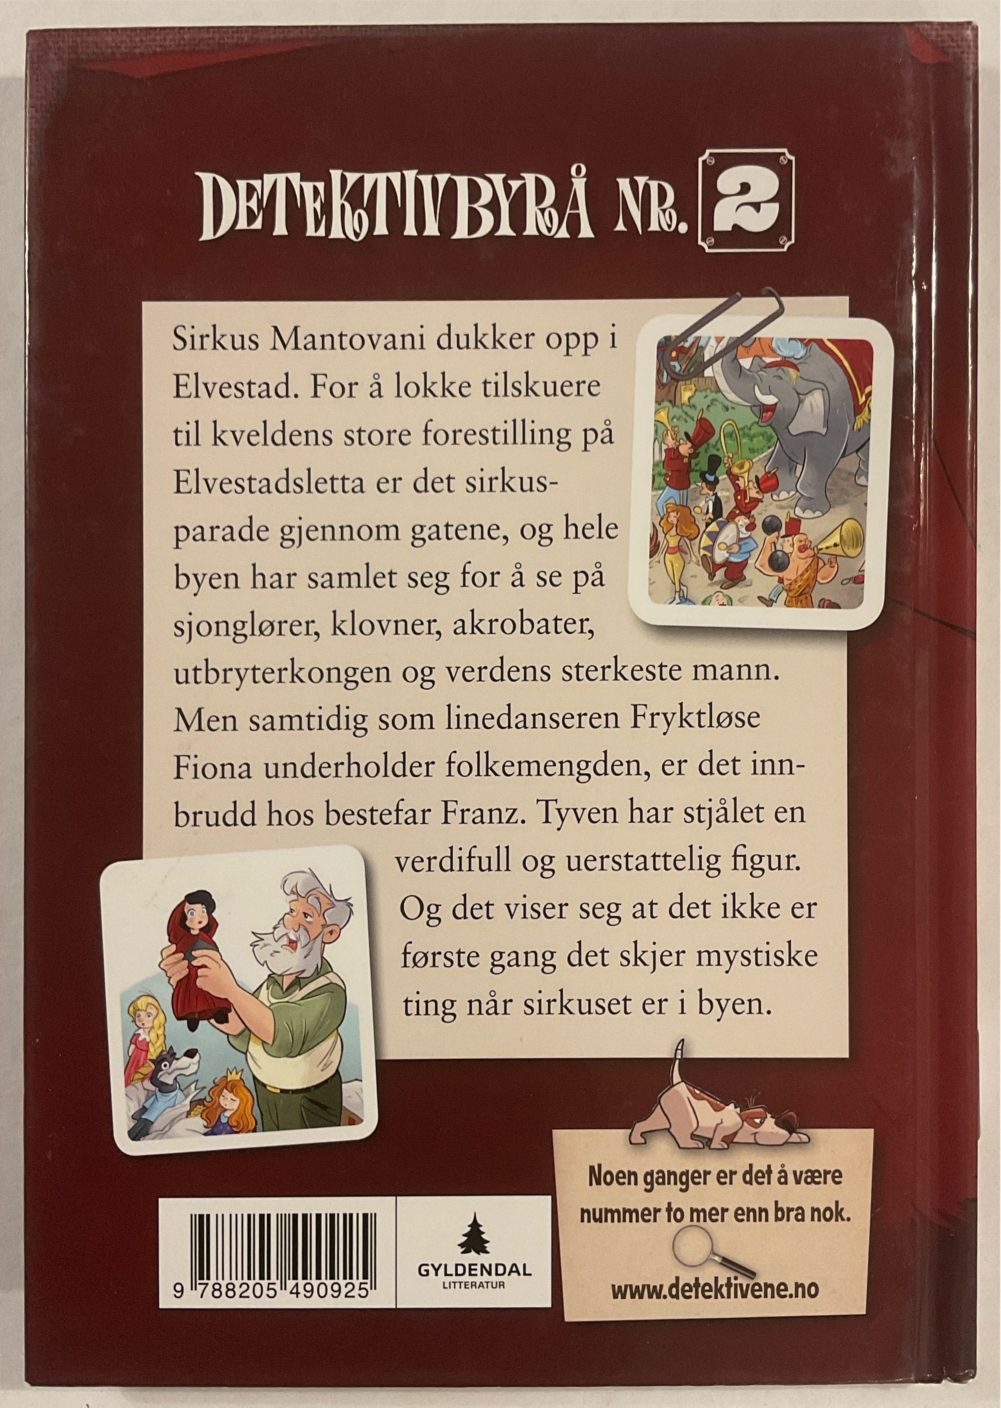 DETEKTIVBYRÅ NR. 2
Sirkus Mantovani dukker opp i
Elvestad. For å lokke tilskuere
til kveldens store forestilling på
Elvestadsletta er det sirkus-
parade gjennom gatene, og hele
byen har samlet seg for å se på
sjonglører, klovner, akrobater,
utbryterkongen og verdens sterkeste mann.
Men samtidig som linedanseren Fryktløse
Fiona underholder folkemengden, er det inn-
brudd hos bestefar Franz. Tyven har stjålet en
verdifull og uerstattelig figur.
Og det viser seg at det ikke er
første gang det skjer mystiske
ting når sirkuset er i byen.
Noen ganger er det å være
nummer to mer enn bra nok.
www.detektivene.no
9 788205 490925
GYLDENDAL
LITTERATUR